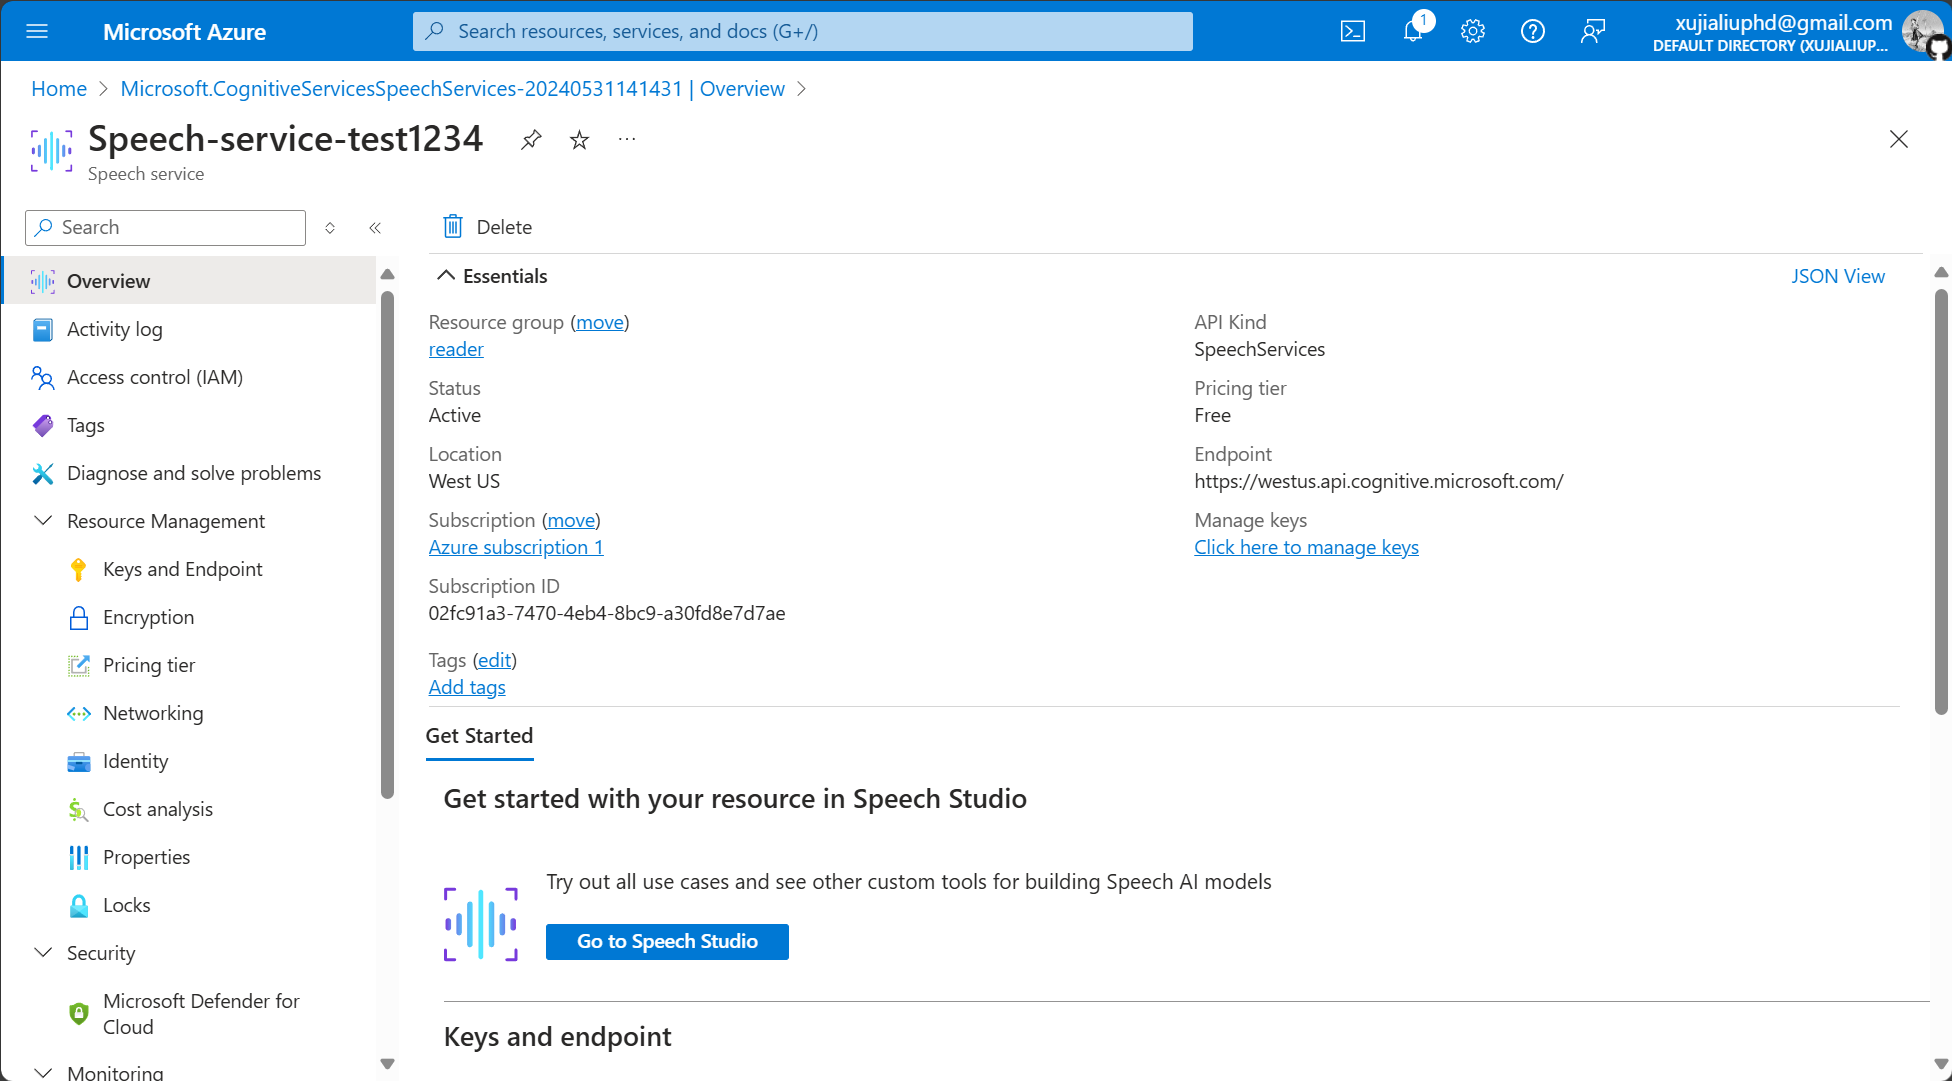 Microsoft Azure
Search resources, services, and docs (G+/)
1
xujialiuphd@gmail.com
DEFAULT DIRECTORY (XUJIALIUP...
Home > Microsoft.CognitiveServicesSpeechServices-20240531141431 | Overview >
Speech-service-test1234
Speech service
Search
Delete
Overview
Activity log
Access control (IAM)
Tags
Diagnose and solve problems
Resource Management
Keys and Endpoint
Encryption
Pricing tier
Networking
Identity
Cost analysis
Properties
Locks
Security
Microsoft Defender for
Cloud
Monitoring
Essentials
JSON View
Resource group (move)
reader
Status
Active
Location
West US
Subscription (move)
Azure subscription 1
Subscription ID
02fc91a3-7470-4eb4-8bc9-a30fd8e7d7ae
Tags (edit)
Add tags
API Kind
SpeechServices
Pricing tier
Free
Endpoint
https://westus.api.cognitive.microsoft.com/
Manage keys
Click here to manage keys
Get Started
Get started with your resource in Speech Studio
Try out all use cases and see other custom tools for building Speech AI models
Go to Speech Studio
Keys and endpoint